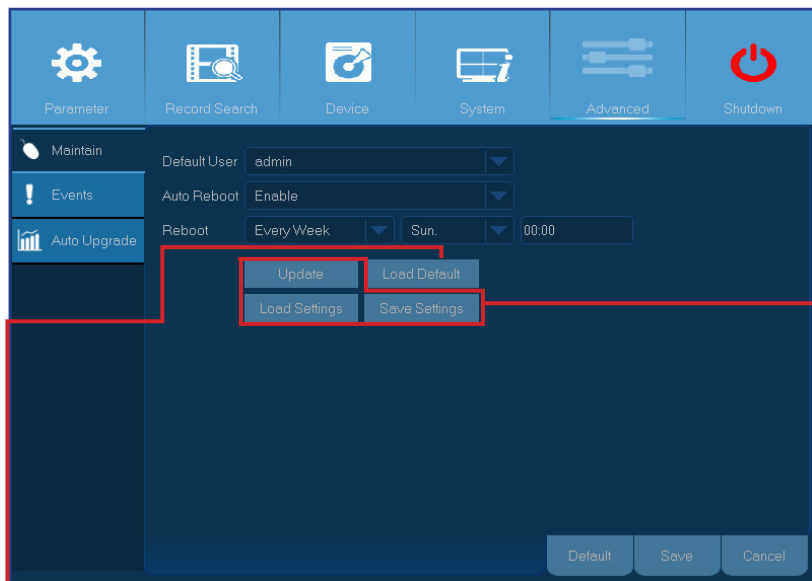 Parameter Record Search Device System Advanced Shutdown
Maintain
Events
Auto Upgrade
Default User admin
Auto Reboot Enable
Reboot Every Week Sun. 00:00
Update Load Default
Load Settings Save Settings
Default Save Cancel